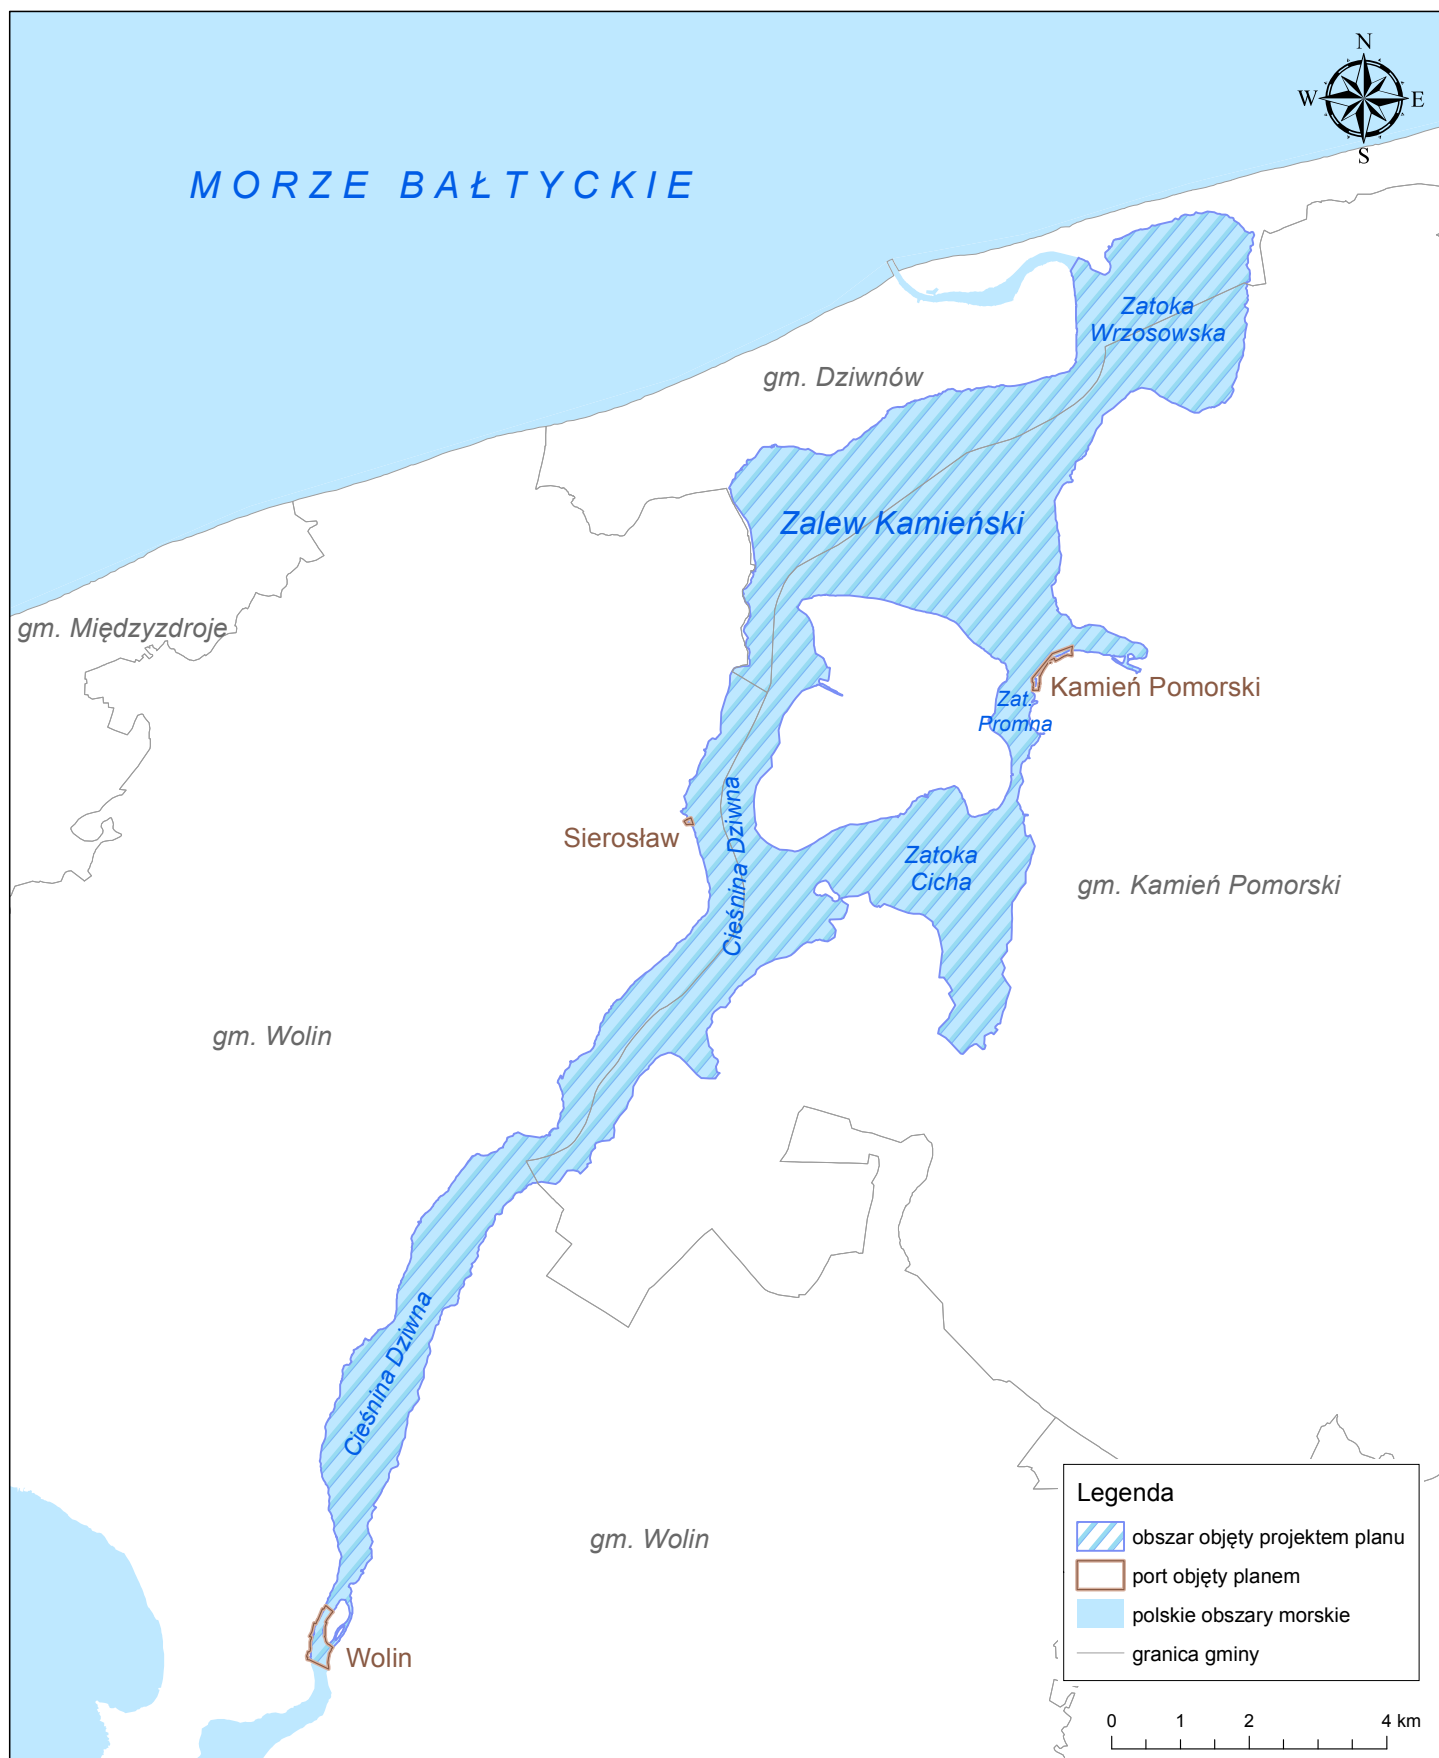 N
W
E
S
MORZE BAŁTYCKIE
Zatoka
Wrzosowska
gm. Dziwnów
Zalew Kamieński
gm. Międzyzdroje
Kamień Pomorski
Zat.
Promna
Cieśnina Dziwna
Sierosław
Zatoka
Cicha
gm. Kamień Pomorski
gm. Wolin
Cieśnina Dziwna
gm. Wolin
Wolin
Legenda
obszar objęty projektem planu
port objęty planem
polskie obszary morskie
granica gminy
0 1 2 4 km